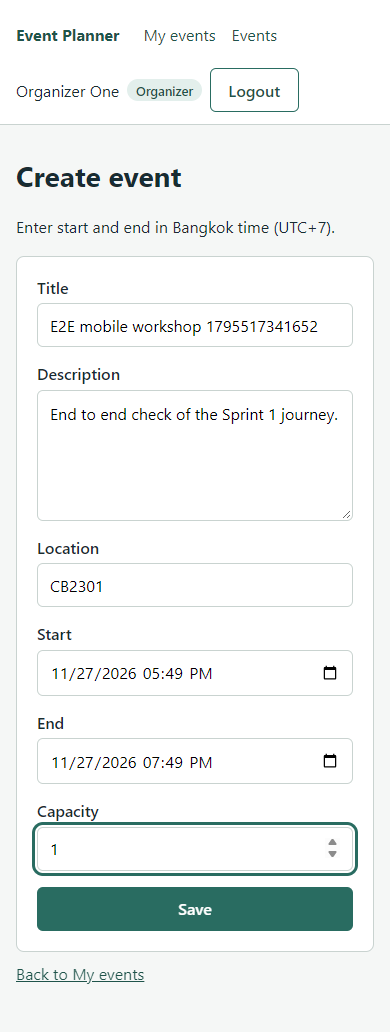 Event Planner My events Events
Organizer One Organizer Logout
Create event
Enter start and end in Bangkok time (UTC+7).
Title
E2E mobile workshop 1795517341652
Description
End to end check of the Sprint 1 journey.
Location
CB2301
Start
11/27/2026 05:49 PM
End
11/27/2026 07:49 PM
Capacity
1
Save
Back to My events